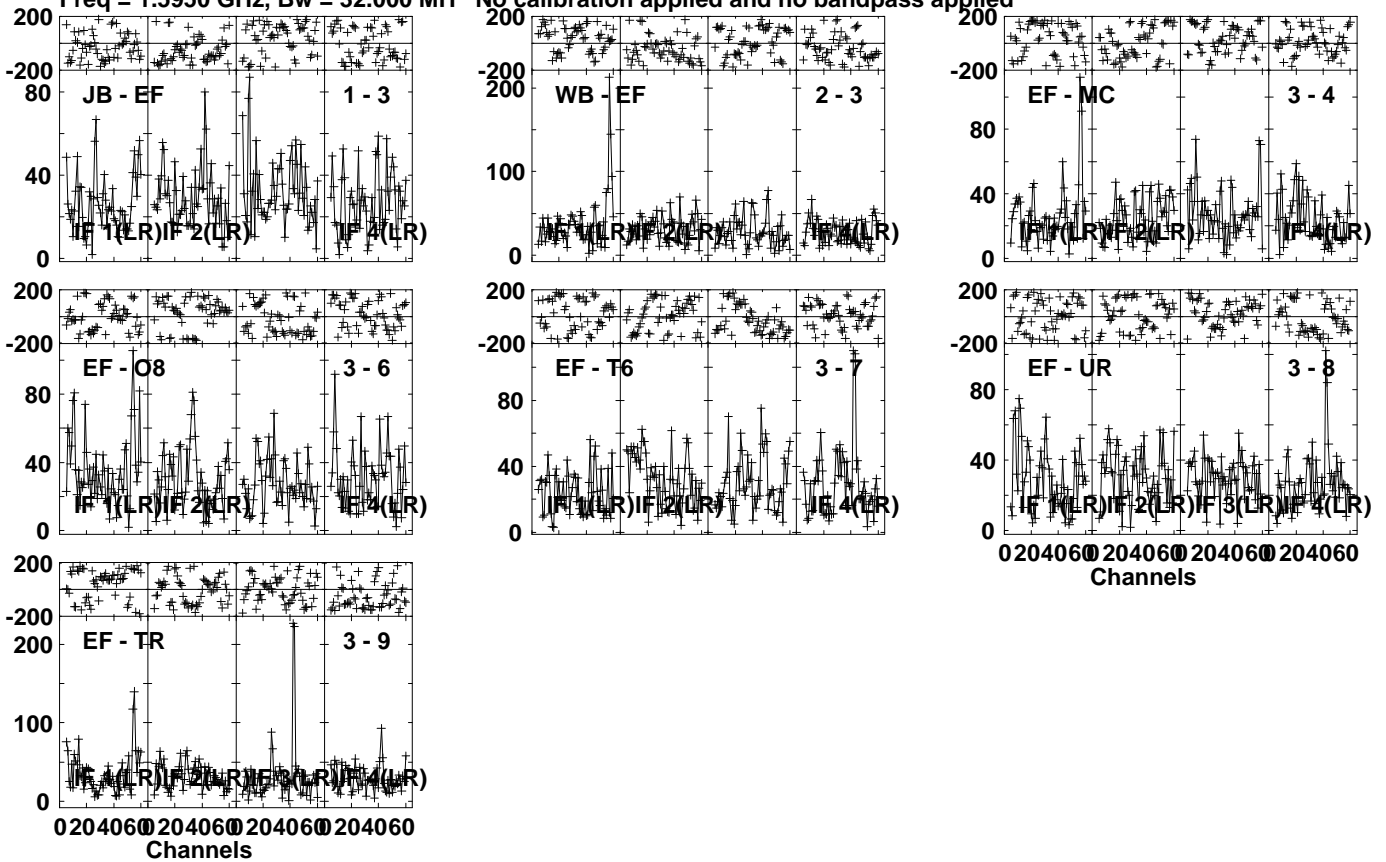 Freq = 1.5950 GHz, Bw = 32.000 MH No calibration applied and no bandpass applied
200
-200
80
40
0
JB - EF 1 - 3
IF 1(LR) IF 2(LR) IF 4(LR)
200
-200
200
100
0
WB - EF 2 - 3
IF 1(LR) IF 2(LR) IF 4(LR)
200
-200
80
40
0
EF - MC 3 - 4
IF 1(LR) IF 2(LR) IF 4(LR)
200
-200
80
40
0
EF - O8 3 - 6
IF 1(LR) IF 2(LR) IF 4(LR)
200
-200
80
40
0
EF - T6 3 - 7
IF 1(LR) IF 2(LR) IF 4(LR)
200
-200
80
40
0
EF - UR 3 - 8
IF 1(LR) IF 2(LR) IF 3(LR) IF 4(LR)
0 20 40 60 0 20 40 60 0 20 40 60 0 20 40 60
Channels
200
-200
200
100
0
EF - TR 3 - 9
IF 1(LR) IF 2(LR) IF 3(LR) IF 4(LR)
0 20 40 60 0 20 40 60 0 20 40 60 0 20 40 60
Channels